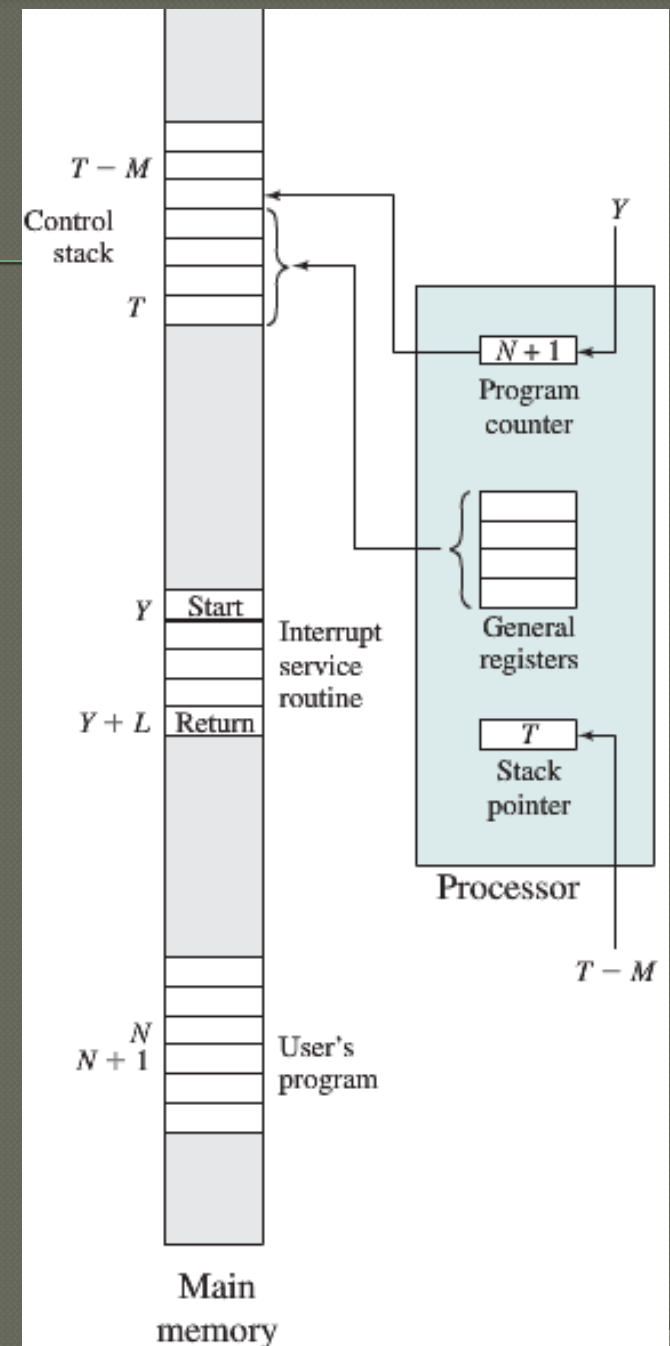 T − M
Control
stack
T
Y
N + 1
Program
counter
General
registers
T
Stack
pointer
Processor
T − M
Y
Start
Interrupt
service
routine
Y + L
Return
N
N + 1
User's
program
Main
memory